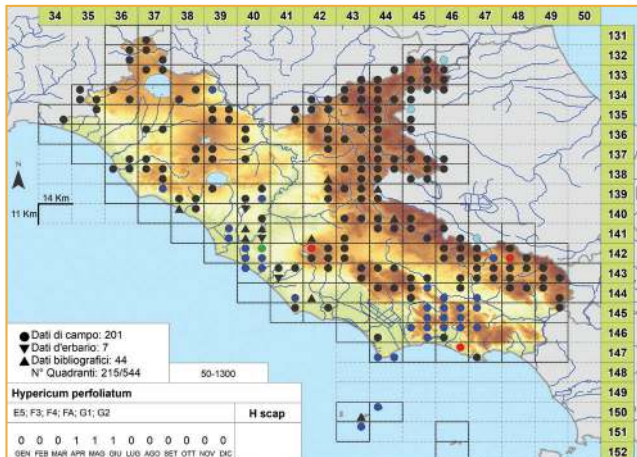 34 35 36 37 38 39 40 41 42 43 44 45 46 47 48 49 50
131
132
133
134
135
136
137
138
139
140
141
142
143
144
145
146
147
148
149
150
151
152
N
14 Km
11 Km
Dati di campo: 201
Dati d'erbario: 7
Dati bibliografici: 44
N° Quadranti: 215/544
50-1300
Hypericum perfoliatum
E5; F3; F4; FA; G1; G2
H scap
0 0 0 1 1 1 0 0 0 0 0 0
GEN FEB MAR APR MAG GIU LUG AGO SET OTT NOV DIC